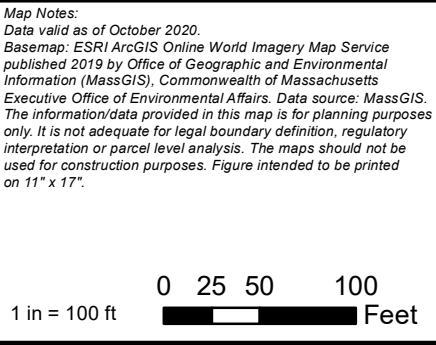 Map Notes:
Data valid as of October 2020.
Basemap: ESRI ArcGIS Online World Imagery Map Service
published 2019 by Office of Geographic and Environmental
Information (MassGIS), Commonwealth of Massachusetts
Executive Office of Environmental Affairs. Data source: MassGIS.
The information/data provided in this map is for planning purposes
only. It is not adequate for legal boundary definition, regulatory
interpretation or parcel level analysis. The maps should not be
used for construction purposes. Figure intended to be printed
on 11" x 17".
0 25 50 100
1 in = 100 ft Feet